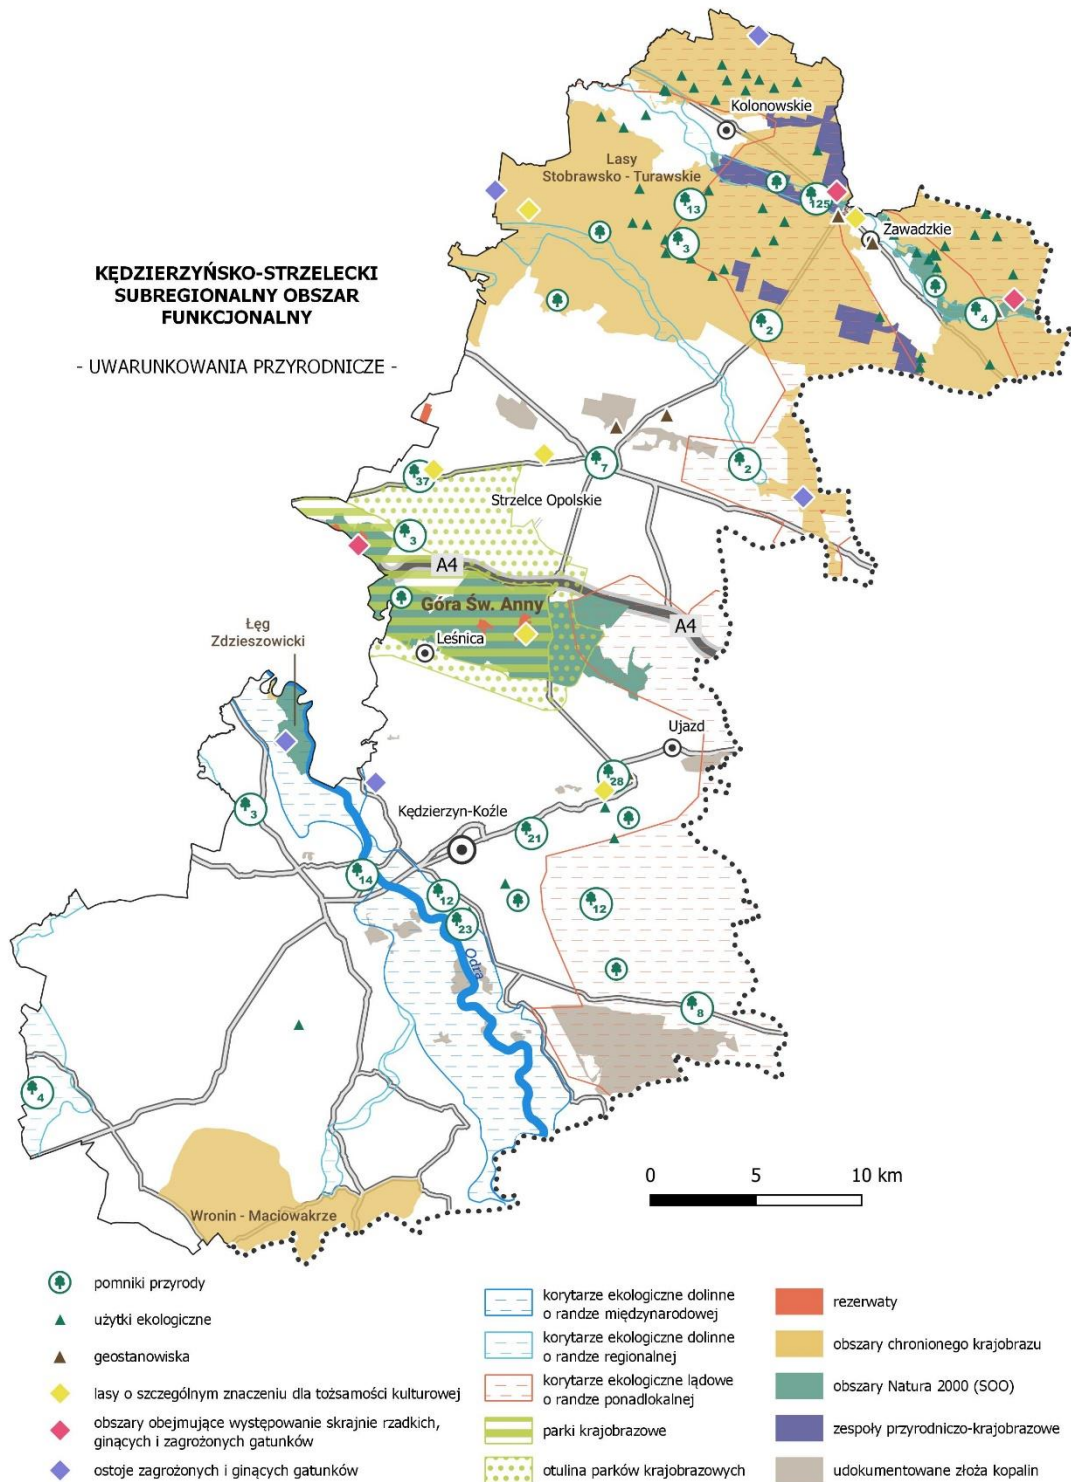 KĘDZIERZYŃSKO-STRZELECKI
SUBREGIONALNY OBSZAR
FUNKCJONALNY
- UWARUNKOWANIA PRZYRODNICZE -
Kolonowskie
Lasy
Stobrawsko - Turawskie
125
13
Zawadzkie
3
4
2
7
2
37
Strzelce Opolskie
3
A4
Góra Św. Anny
A4
Łęg
Zdzieszowicki
Leśnica
Ujazd
28
3
Kędzierzyn-Koźle
21
14
12
12
23
Odra
8
4
Wronin - Maciowakrze
0 5 10 km
pomniki przyrody
użytki ekologiczne
geostanowiska
lasy o szczególnym znaczeniu dla tożsamości kulturowej
obszary obejmujące występowanie skrajnie rzadkich,
ginących i zagrożonych gatunków
ostoje zagrożonych i ginących gatunków
korytarze ekologiczne dolinne
o randze międzynarodowej
korytarze ekologiczne dolinne
o randze regionalnej
korytarze ekologiczne lądowe
o randze ponadlokalnej
parki krajobrazowe
otulina parków krajobrazowych
rezerwaty
obszary chronionego krajobrazu
obszary Natura 2000 (SOO)
zespoły przyrodniczo-krajobrazowe
udokumentowane złoża kopalin